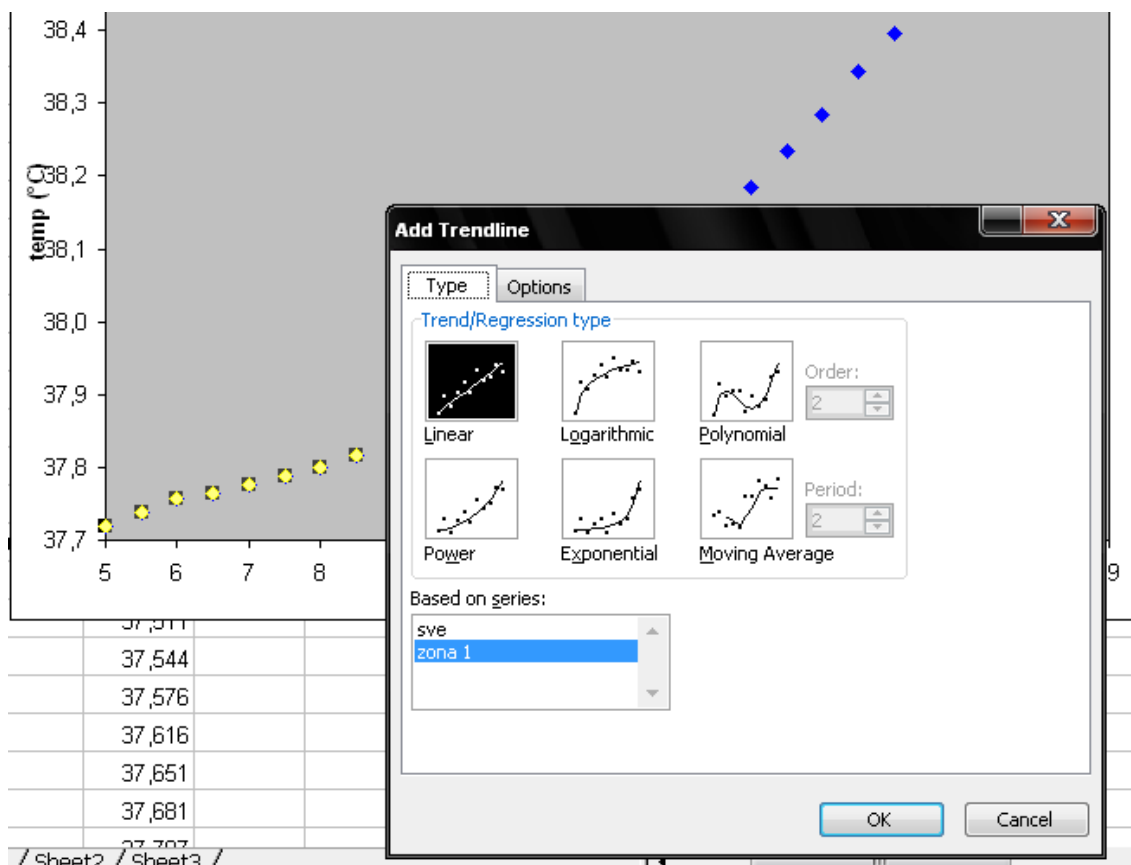 38,4
38,3
38,2
38,1
38,0
37,9
37,8
37,7
temp (°C)
5 6 7 8 9
Add Trendline
Type Options
Trend/Regression type
Linear Logarithmic Polynomial Order: 2
Power Exponential Moving Average Period: 2
Based on series:
sve
zona 1
OK Cancel
37,511
37,544
37,576
37,616
37,651
37,681
Sheet2 / Sheet3 /